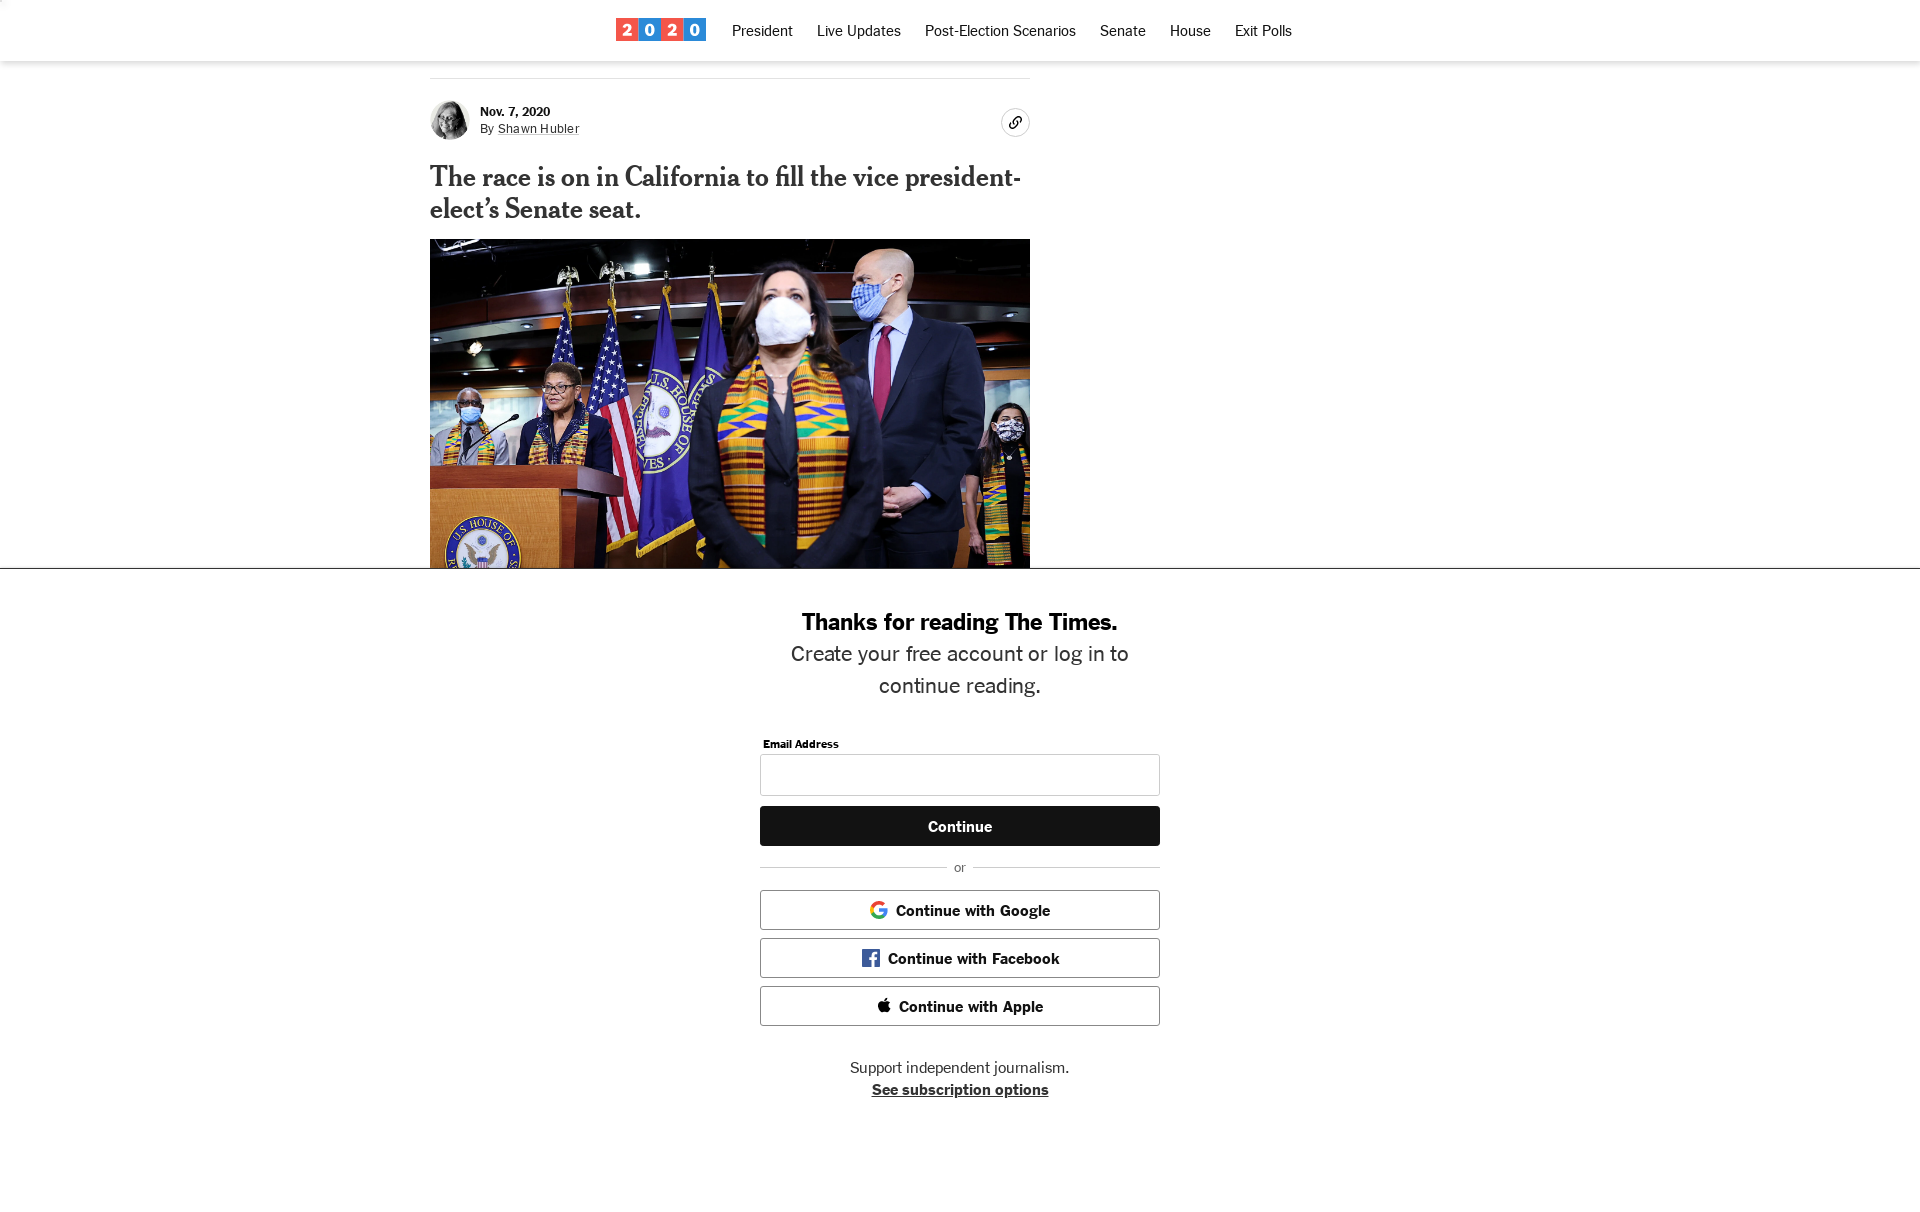 2020 President Live Updates Post-Election Scenarios Senate House Exit Polls
Nov. 7, 2020
By Shawn Hubler
The race is on in California to fill the vice president-
elect’s Senate seat.
U.S. HOUSE OF
Thanks for reading The Times.
Create your free account or log in to
continue reading.
Email Address
Continue
or
Continue with Google
Continue with Facebook
Continue with Apple
Support independent journalism.
See subscription options